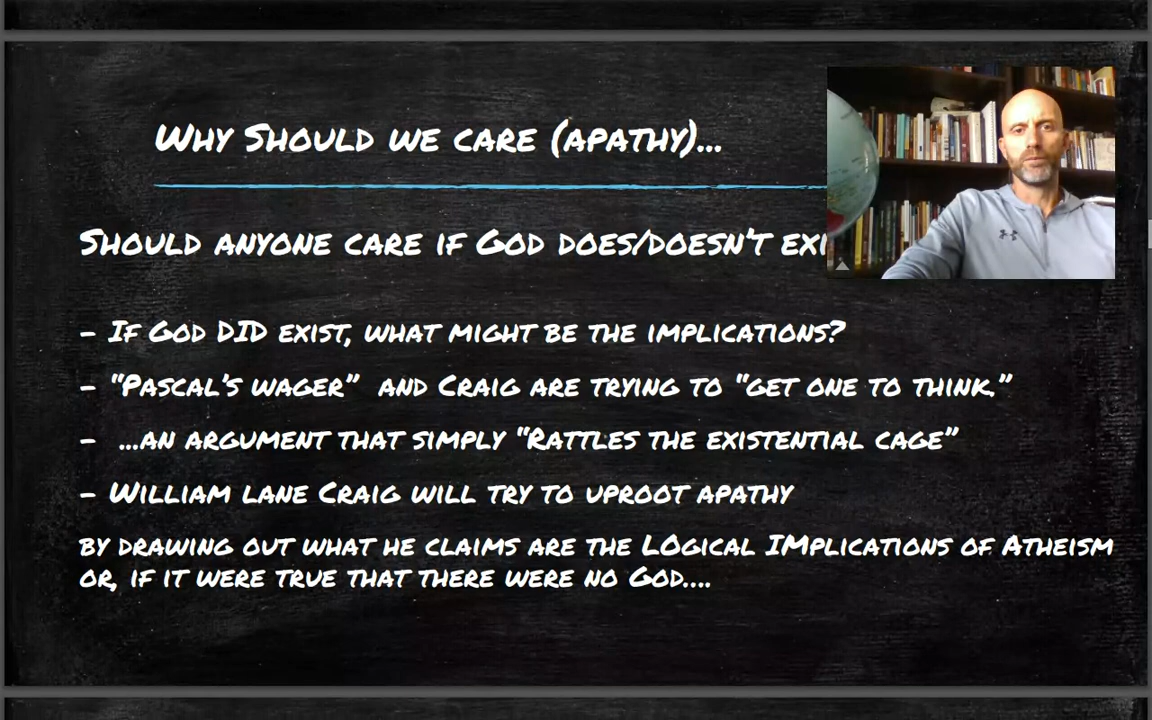 Why Should we care (apathy)...
Should anyone care if God does/doesn't
- If God DID exist, what might be the implications?
- "Pascal's wager" and Craig are trying to "get one to think."
- ...an argument that simply "Rattles the existential cage"
- William lane Craig will try to uproot apathy
by drawing out what he claims are the LOgical IMplications of Atheism
or, if it were true that there were no God....